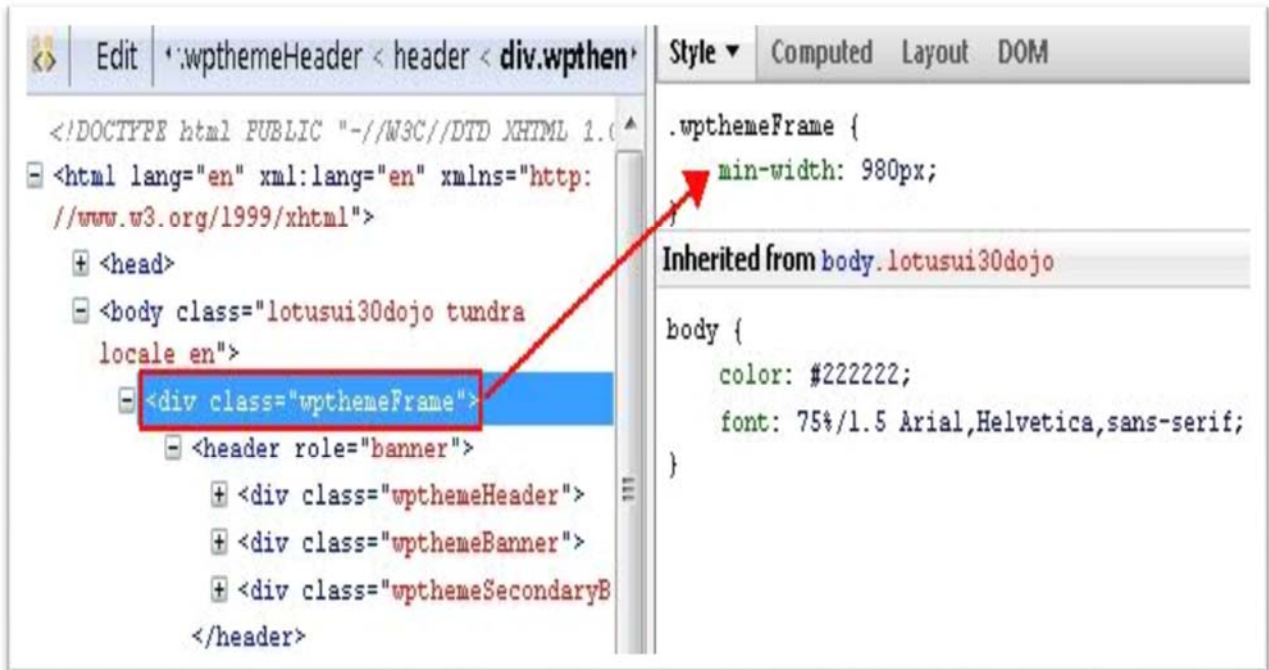 Edit .wpthemeHeader < header < div.wpthem
<!DOCTYPE html PUBLIC "-//W3C//DTD XHTML 1.
<html lang="en" xml:lang="en" xmlns="http:
//www.w3.org/1999/xhtml">
<head>
<body class="lotusui30dojo tundra
locale en">
<div class="wpthemeFrame">
<header role="banner">
<div class="wpthemeHeader">
<div class="wpthemeBanner">
<div class="wpthemeSecondaryB
</header>
Style ▼ Computed Layout DOM
.wpthemeFrame {
min-width: 980px;
}
Inherited from body.lotusui30dojo
body {
color: #222222;
font: 75%/1.5 Arial,Helvetica,sans-serif;
}